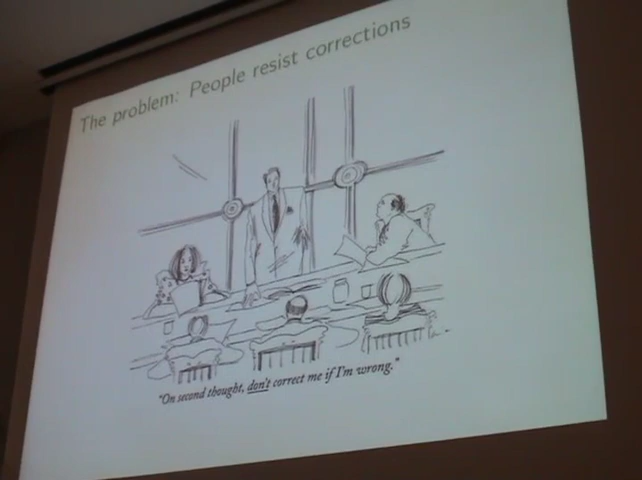 The problem: People resist corrections
"On second thought, don't correct me if I'm wrong."